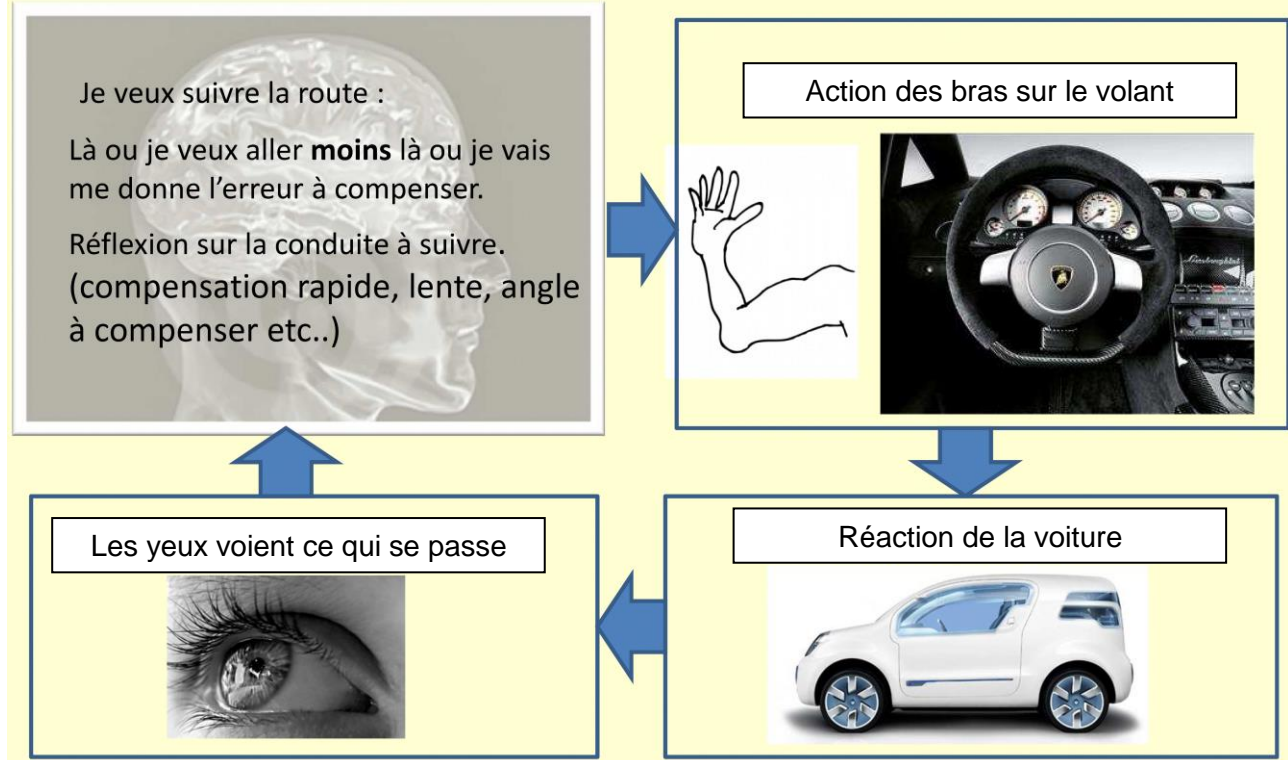 Je veux suivre la route :
Là ou je veux aller moins là ou je vais
me donne l’erreur à compenser.
Réflexion sur la conduite à suivre.
(compensation rapide, lente, angle
à compenser etc..)
Action des bras sur le volant
Lamborghini
Réaction de la voiture
Les yeux voient ce qui se passe